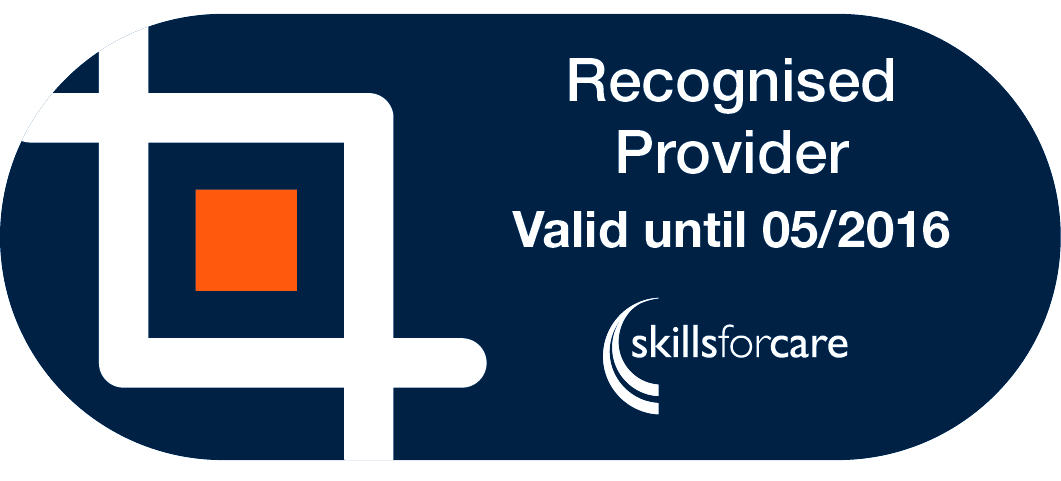 Recognised
Provider
Valid until 05/2016
skillsforcare